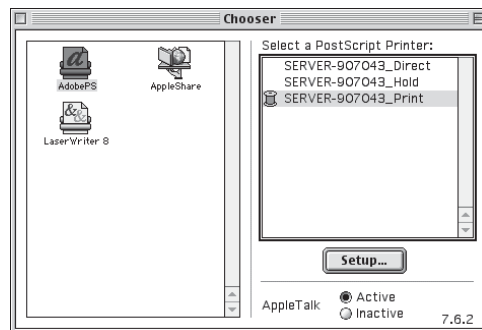 Chooser
AdobePS
AppleShare
LaserWriter 8
Select a PostScript Printer:
SERVER-907043_Direct
SERVER-907043_Hold
SERVER-907043_Print
Setup...
AppleTalk
Active
Inactive
7.6.2